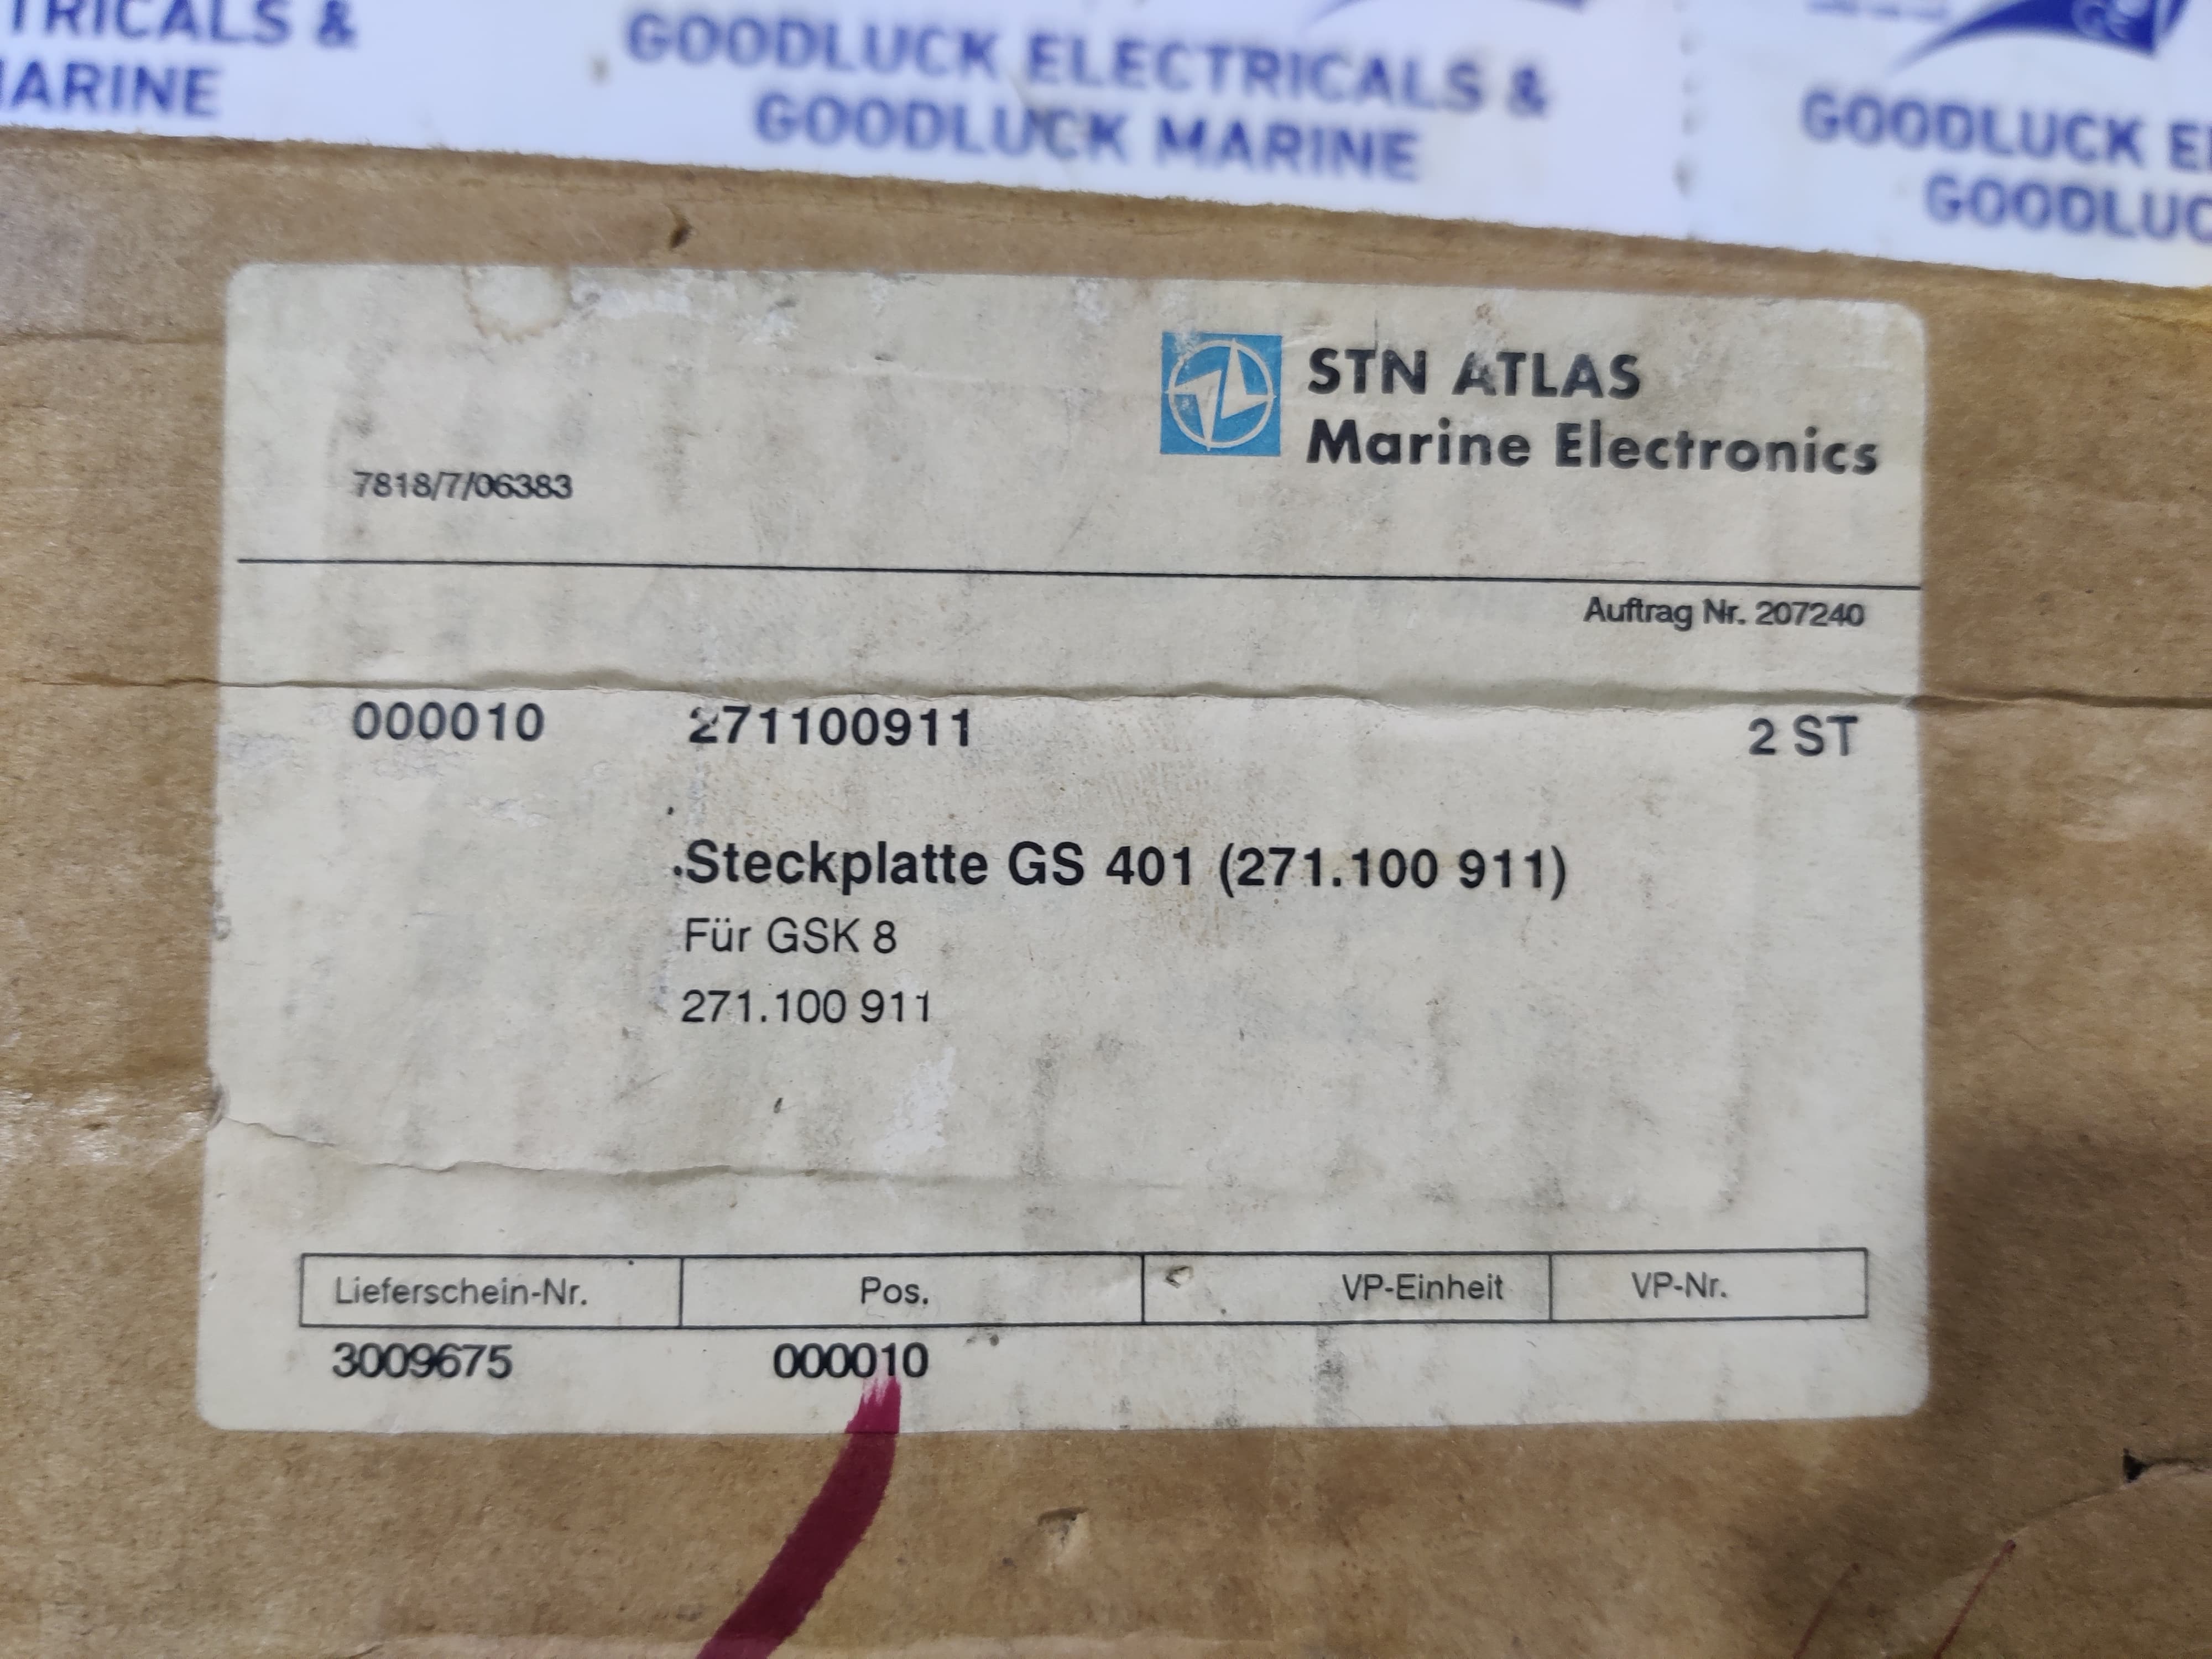 TRICALS &
MARINE
GOODLUCK ELECTRICALS &
GOODLUCK MARINE
GOODLUCK
STN ATLAS
Marine Electronics
7818/7/06383
Auftrag Nr. 207240
000010 271100911 2 ST
.Steckplatte GS 401 (271.100 911)
Für GSK 8
271.100 911
Lieferschein-Nr. Pos. VP-Einheit VP-Nr.
3009675 000010